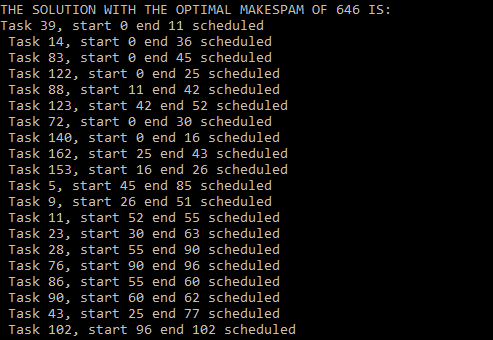 THE SOLUTION WITH THE OPTIMAL MAKESPAM OF 646 IS:
Task 39, start 0 end 11 scheduled
Task 14, start 0 end 36 scheduled
Task 83, start 0 end 45 scheduled
Task 122, start 0 end 25 scheduled
Task 88, start 11 end 42 scheduled
Task 123, start 42 end 52 scheduled
Task 72, start 0 end 30 scheduled
Task 140, start 0 end 16 scheduled
Task 162, start 25 end 43 scheduled
Task 153, start 16 end 26 scheduled
Task 5, start 45 end 85 scheduled
Task 9, start 26 end 51 scheduled
Task 11, start 52 end 55 scheduled
Task 23, start 30 end 63 scheduled
Task 28, start 55 end 90 scheduled
Task 76, start 90 end 96 scheduled
Task 86, start 55 end 60 scheduled
Task 90, start 60 end 62 scheduled
Task 43, start 25 end 77 scheduled
Task 102, start 96 end 102 scheduled